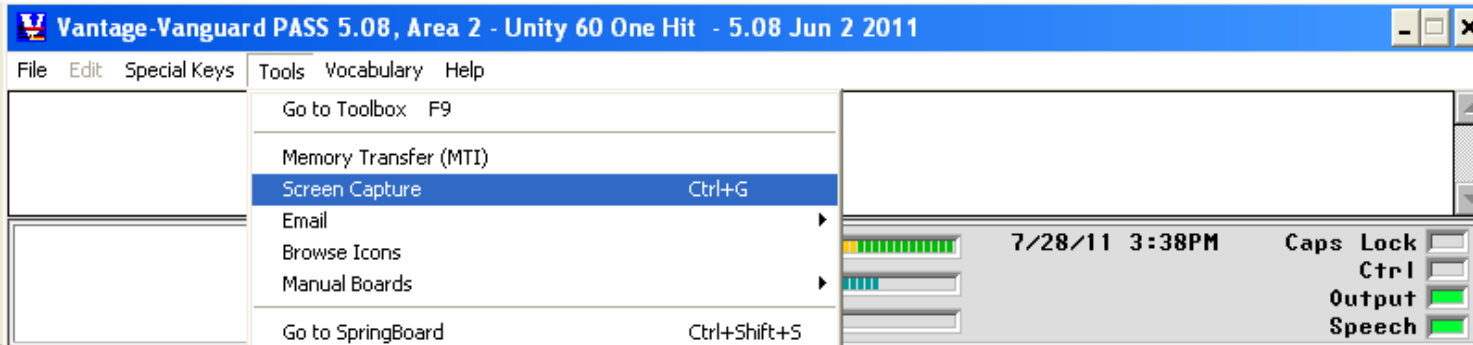 Vantage-Vanguard PASS 5.08, Area 2 - Unity 60 One Hit - 5.08 Jun 2 2011
File Edit Special Keys Tools Vocabulary Help
Go to Toolbox F9
Memory Transfer (MTI)
Screen Capture Ctrl+G
Email
Browse Icons
Manual Boards
Go to SpringBoard Ctrl+Shift+S
7/28/11 3:38PM Caps Lock
Ctrl
Output
Speech